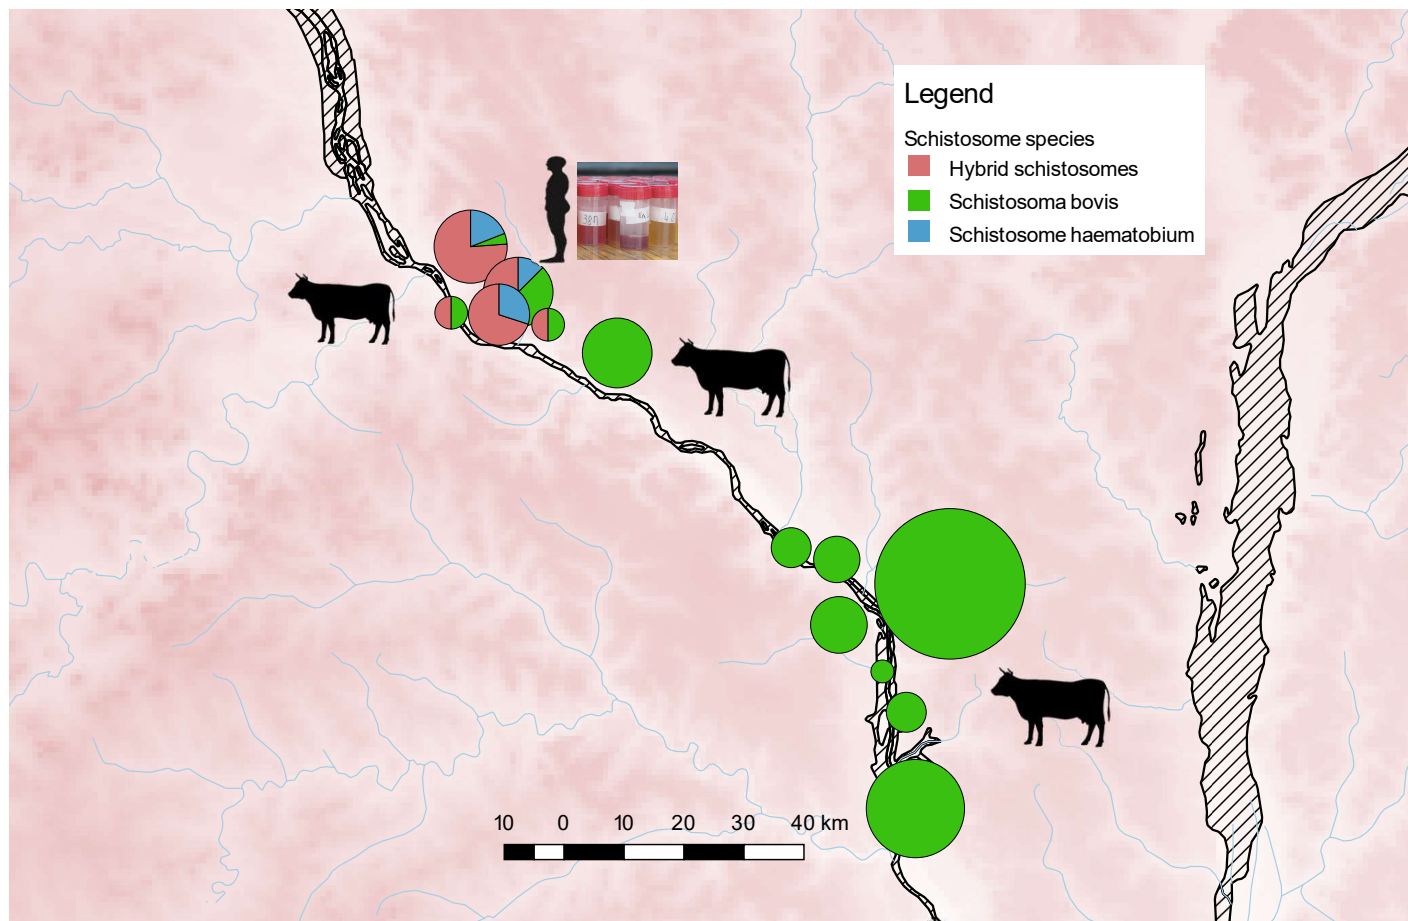 Legend
Schistosome species
Hybrid schistosomes
Schistosoma bovis
Schistosome haematobium
10 0 10 20 30 40 km